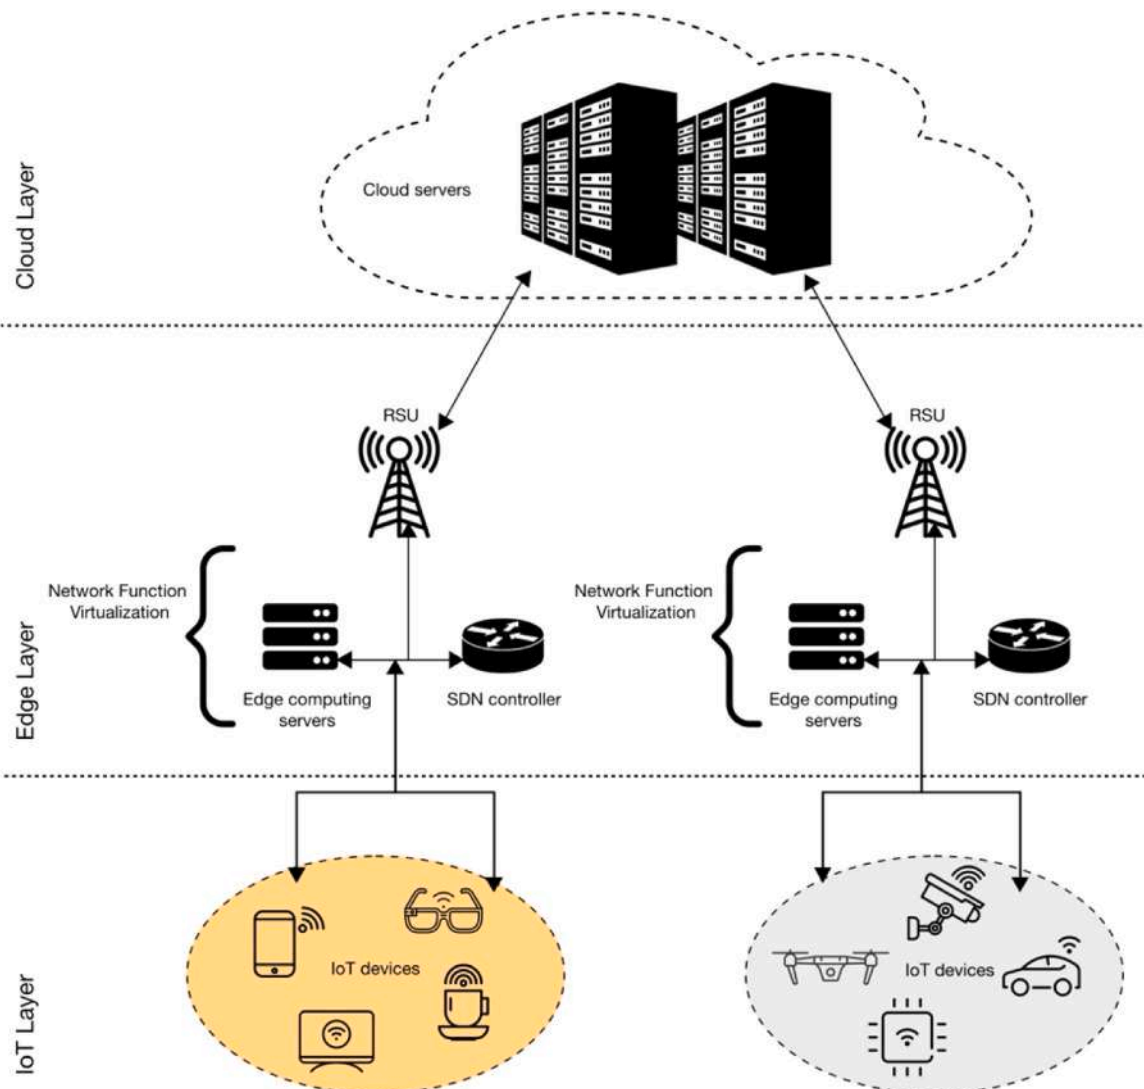 Cloud Layer
Cloud servers
RSU
RSU
Edge Layer
Network Function
Virtualization
Edge computing
servers
SDN controller
Network Function
Virtualization
Edge computing
servers
SDN controller
IoT Layer
IoT devices
IoT devices